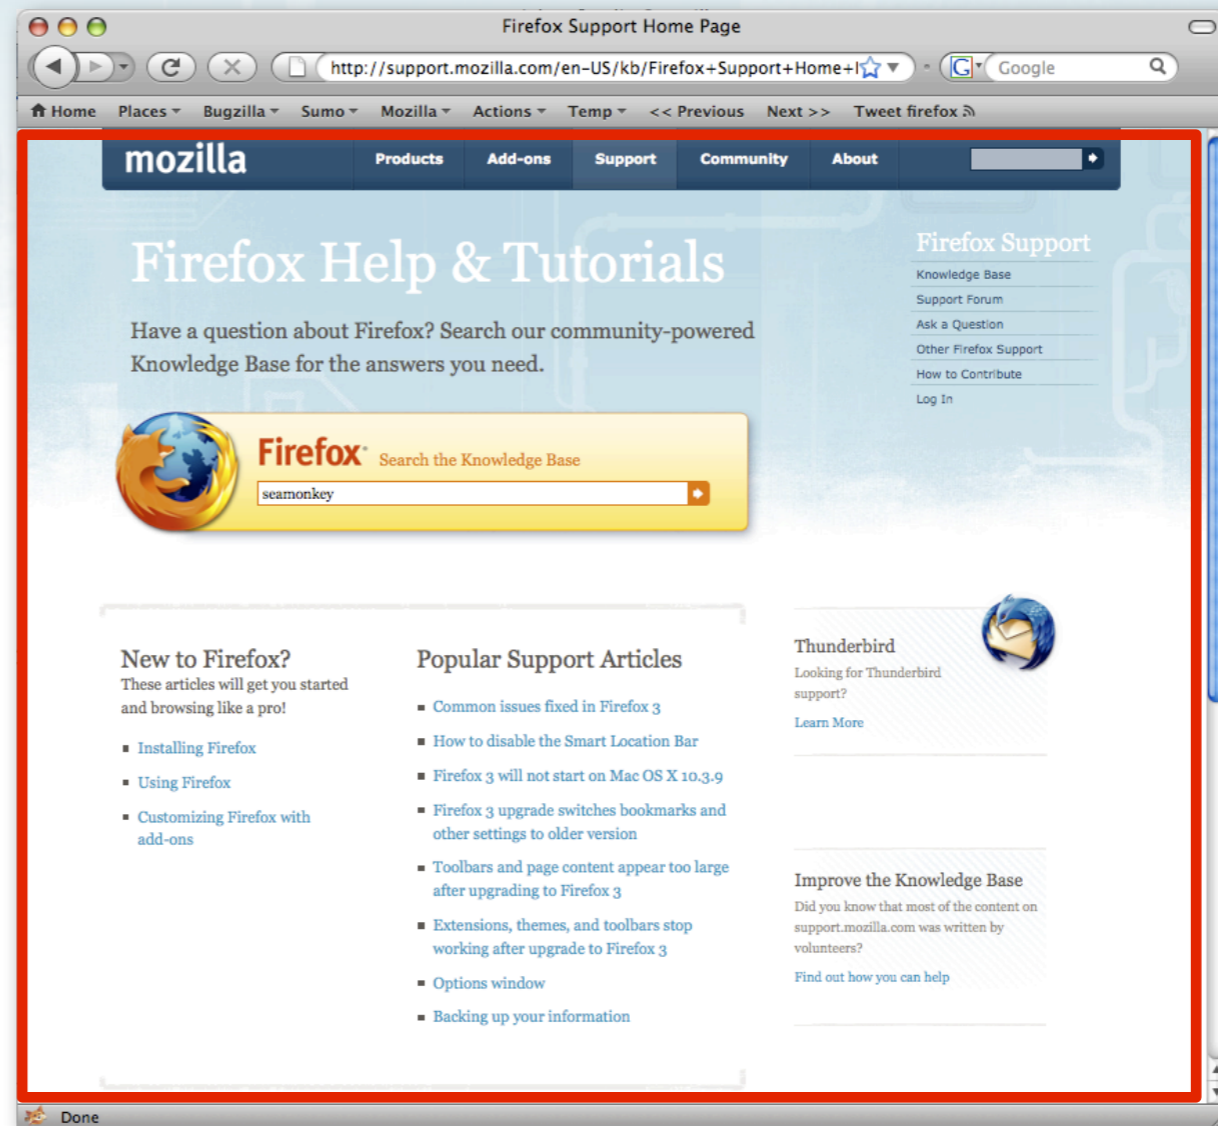 Firefox Support Home Page
http://support.mozilla.com/en-US/kb/Firefox+Support+Home+
Google
Home Places Bugzilla Sumo Mozilla Actions Temp << Previous Next >> Tweet firefox
mozilla Products Add-ons Support Community About
Firefox Help & Tutorials
Have a question about Firefox? Search our community-powered
Knowledge Base for the answers you need.
Firefox Support
Knowledge Base
Support Forum
Ask a Question
Other Firefox Support
How to Contribute
Log In
Firefox Search the Knowledge Base
seamonkey
New to Firefox?
These articles will get you started
and browsing like a pro!
Installing Firefox
Using Firefox
Customizing Firefox with
add-ons
Popular Support Articles
Common issues fixed in Firefox 3
How to disable the Smart Location Bar
Firefox 3 will not start on Mac OS X 10.3.9
Firefox 3 upgrade switches bookmarks and
other settings to older version
Toolbars and page content appear too large
after upgrading to Firefox 3
Extensions, themes, and toolbars stop
working after upgrade to Firefox 3
Options window
Backing up your information
Thunderbird
Looking for Thunderbird
support?
Learn More
Improve the Knowledge Base
Did you know that most of the content on
support.mozilla.com was written by
volunteers?
Find out how you can help
Done